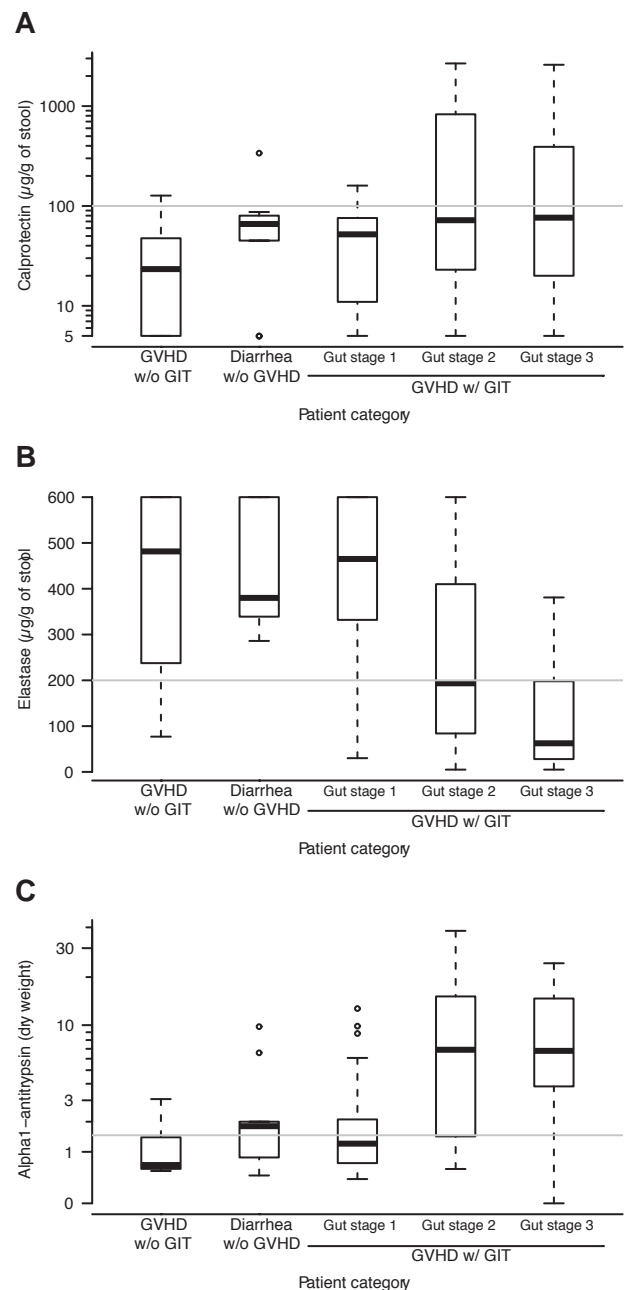 A
Calprotectin (µg/g of stool)
1000
100
10
5
GVHD
w/o GIT
Diarrhea
w/o GVHD
Gut stage 1
Gut stage 2
Gut stage 3
GVHD w/ GIT
Patient category
B
Elastase (µg/g of stool)
600
500
400
300
200
100
0
GVHD
w/o GIT
Diarrhea
w/o GVHD
Gut stage 1
Gut stage 2
Gut stage 3
GVHD w/ GIT
Patient category
C
Alpha1−antitrypsin (dry weight)
30
10
3
1
0
GVHD
w/o GIT
Diarrhea
w/o GVHD
Gut stage 1
Gut stage 2
Gut stage 3
GVHD w/ GIT
Patient category